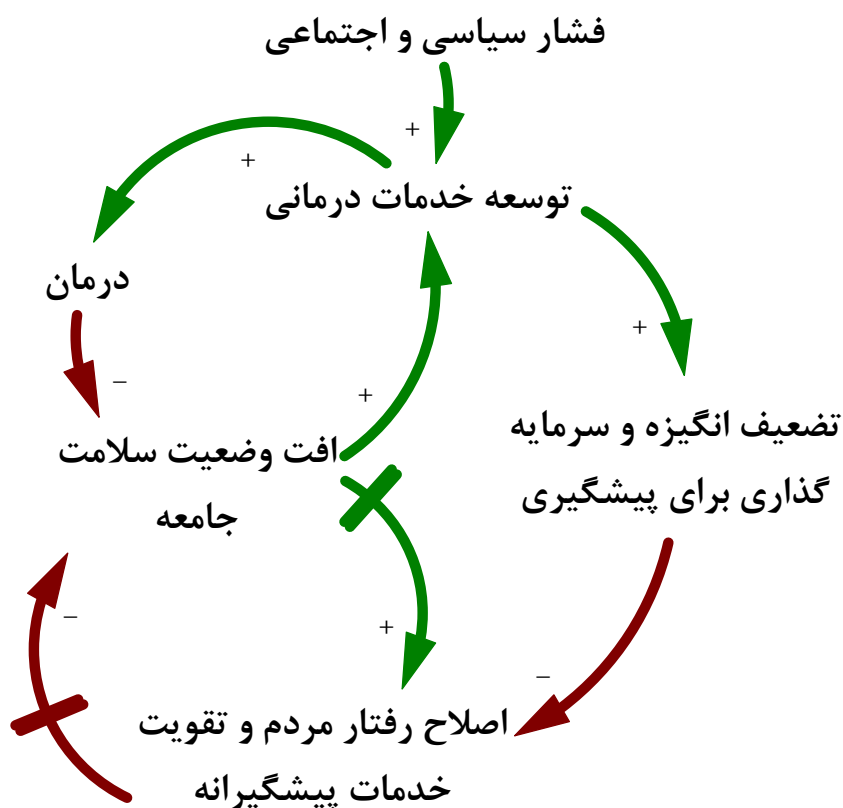 فشار سیاسی و اجتماعی
+
+
توسعه خدمات درمانی
درمان
+
–
+
تضعیف انگیزه و سرمایه
گذاری برای پیشگیری
افت وضعیت سلامت
جامعه
–
+
–
اصلاح رفتار مردم و تقویت
خدمات پیشگیرانه